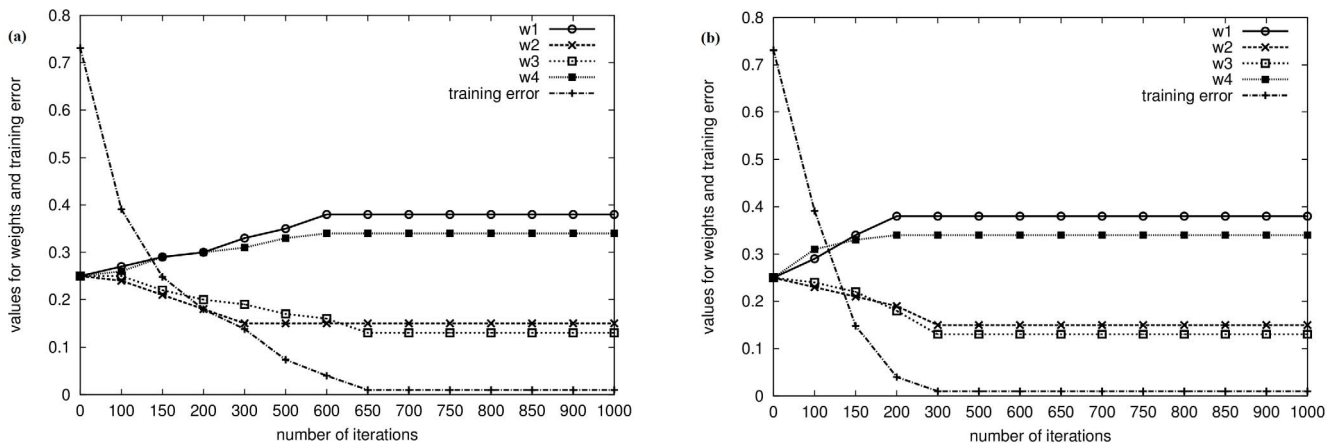 (a)
w1
w2
w3
w4
training error
values for weights and training error
0.8
0.7
0.6
0.5
0.4
0.3
0.2
0.1
0
0 100 150 200 300 500 600 650 700 750 800 850 900 1000
number of iterations
(b)
w1
w2
w3
w4
training error
values for weights and training error
0.8
0.7
0.6
0.5
0.4
0.3
0.2
0.1
0
0 100 150 200 300 500 600 650 700 750 800 850 900 1000
number of iterations